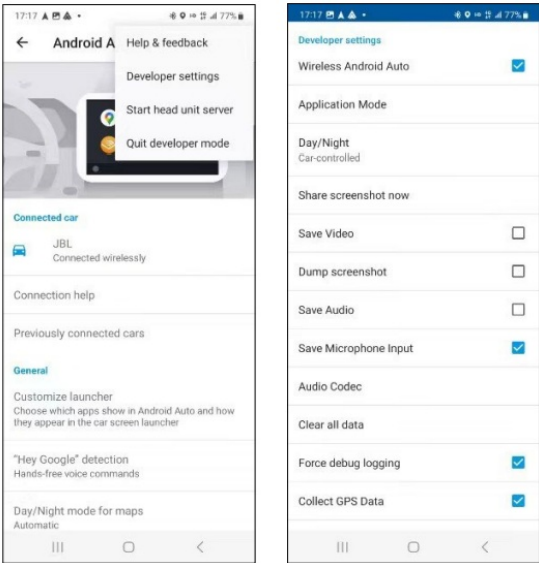 17:17
77%
Android A
Help & feedback
Developer settings
Start head unit server
Quit developer mode
Connected car
JBL
Connected wirelessly
Connection help
Previously connected cars
General
Customize launcher
Choose which apps show in Android Auto and how
they appear in the car screen launcher
"Hey Google" detection
Hands-free voice commands
Day/Night mode for maps
Automatic
17:17
77%
Developer settings
Wireless Android Auto
Application Mode
Day/Night
Car-controlled
Share screenshot now
Save Video
Dump screenshot
Save Audio
Save Microphone Input
Audio Codec
Clear all data
Force debug logging
Collect GPS Data